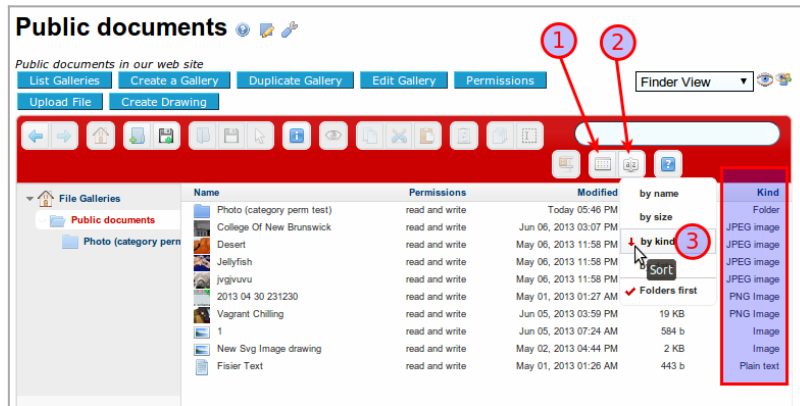 Public documents
1
2
Public documents in our web site
List Galleries Create a Gallery Duplicate Gallery Edit Gallery Permissions Finder View
Upload File Create Drawing
Name Permissions Modified Kind
File Galleries
Public documents
Photo (category perm
Photo (category perm test) read and write Today 05:46 PM Folder
College Of New Brunswick read and write Jun 06, 2013 03:07 PM JPEG image
Desert read and write May 06, 2013 11:58 PM JPEG image
Jellyfish read and write May 06, 2013 11:58 PM JPEG image
jvgjvuvu read and write May 06, 2013 11:58 PM JPEG image
2013 04 30 231230 read and write May 01, 2013 01:27 AM PNG Image
Vagrant Chilling read and write Jun 05, 2013 03:59 PM 19 KB PNG Image
1 read and write Jun 05, 2013 07:24 AM 584 b Image
New Svg Image drawing read and write May 02, 2013 04:44 PM 2 KB Image
Fisier Text read and write May 01, 2013 01:26 AM 443 b Plain text
by name
by size
by kind
3
Sort
Folders first